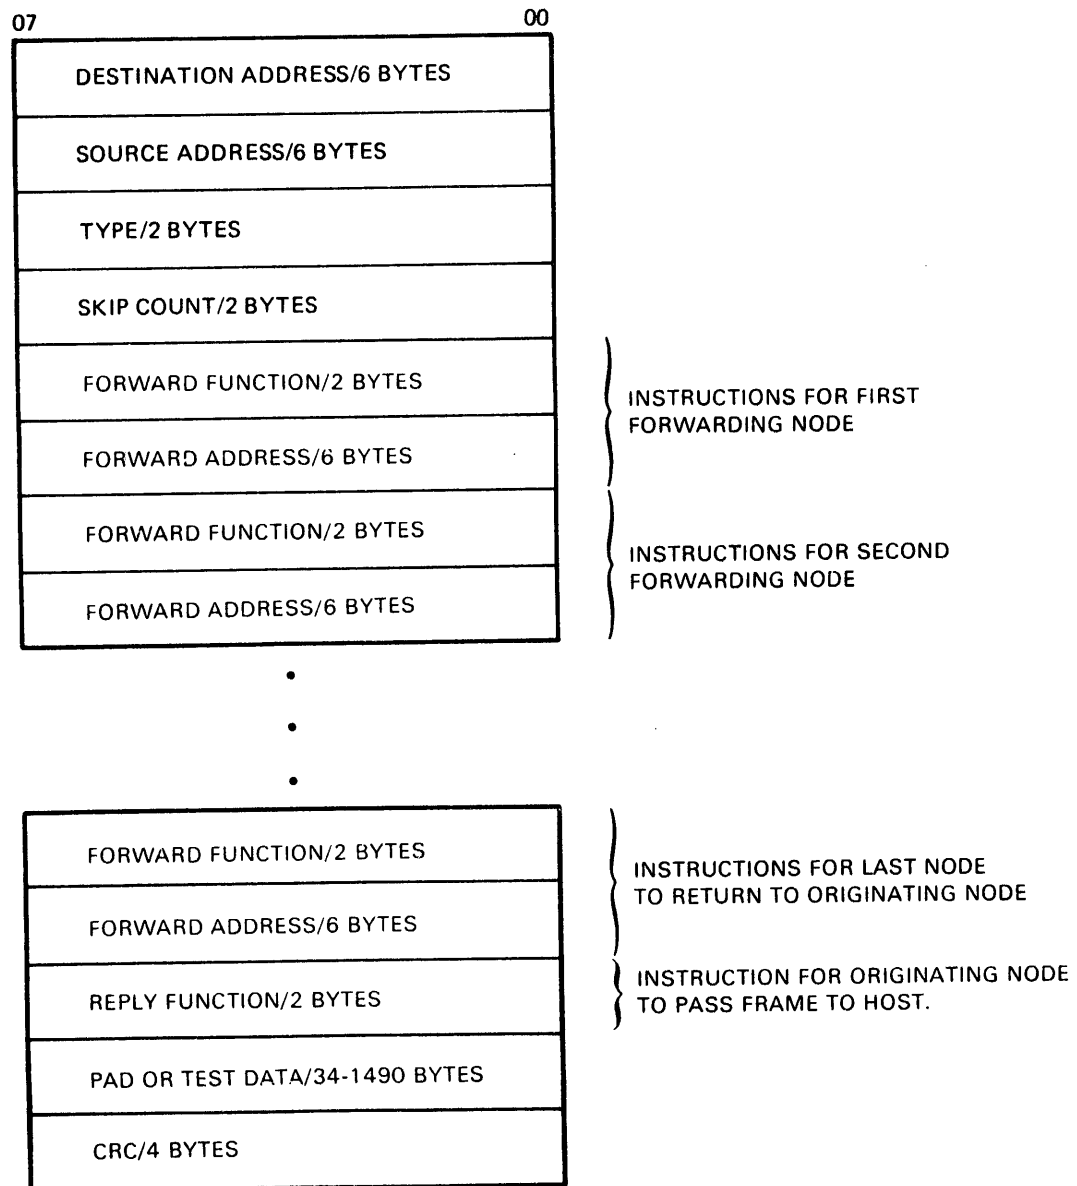 07 00
DESTINATION ADDRESS/6 BYTES
SOURCE ADDRESS/6 BYTES
TYPE/2 BYTES
SKIP COUNT/2 BYTES
FORWARD FUNCTION/2 BYTES
FORWARD ADDRESS/6 BYTES
INSTRUCTIONS FOR FIRST
FORWARDING NODE
FORWARD FUNCTION/2 BYTES
FORWARD ADDRESS/6 BYTES
INSTRUCTIONS FOR SECOND
FORWARDING NODE
FORWARD FUNCTION/2 BYTES
FORWARD ADDRESS/6 BYTES
INSTRUCTIONS FOR LAST NODE
TO RETURN TO ORIGINATING NODE
REPLY FUNCTION/2 BYTES
INSTRUCTION FOR ORIGINATING NODE
TO PASS FRAME TO HOST.
PAD OR TEST DATA/34-1490 BYTES
CRC/4 BYTES